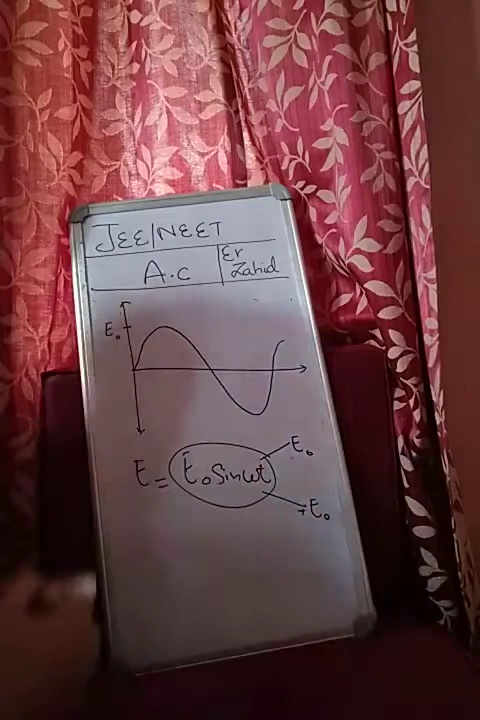 JEE/NEET
A.C
Er Zahid
E₀
E = E₀ Sinωt
E₀
E₀